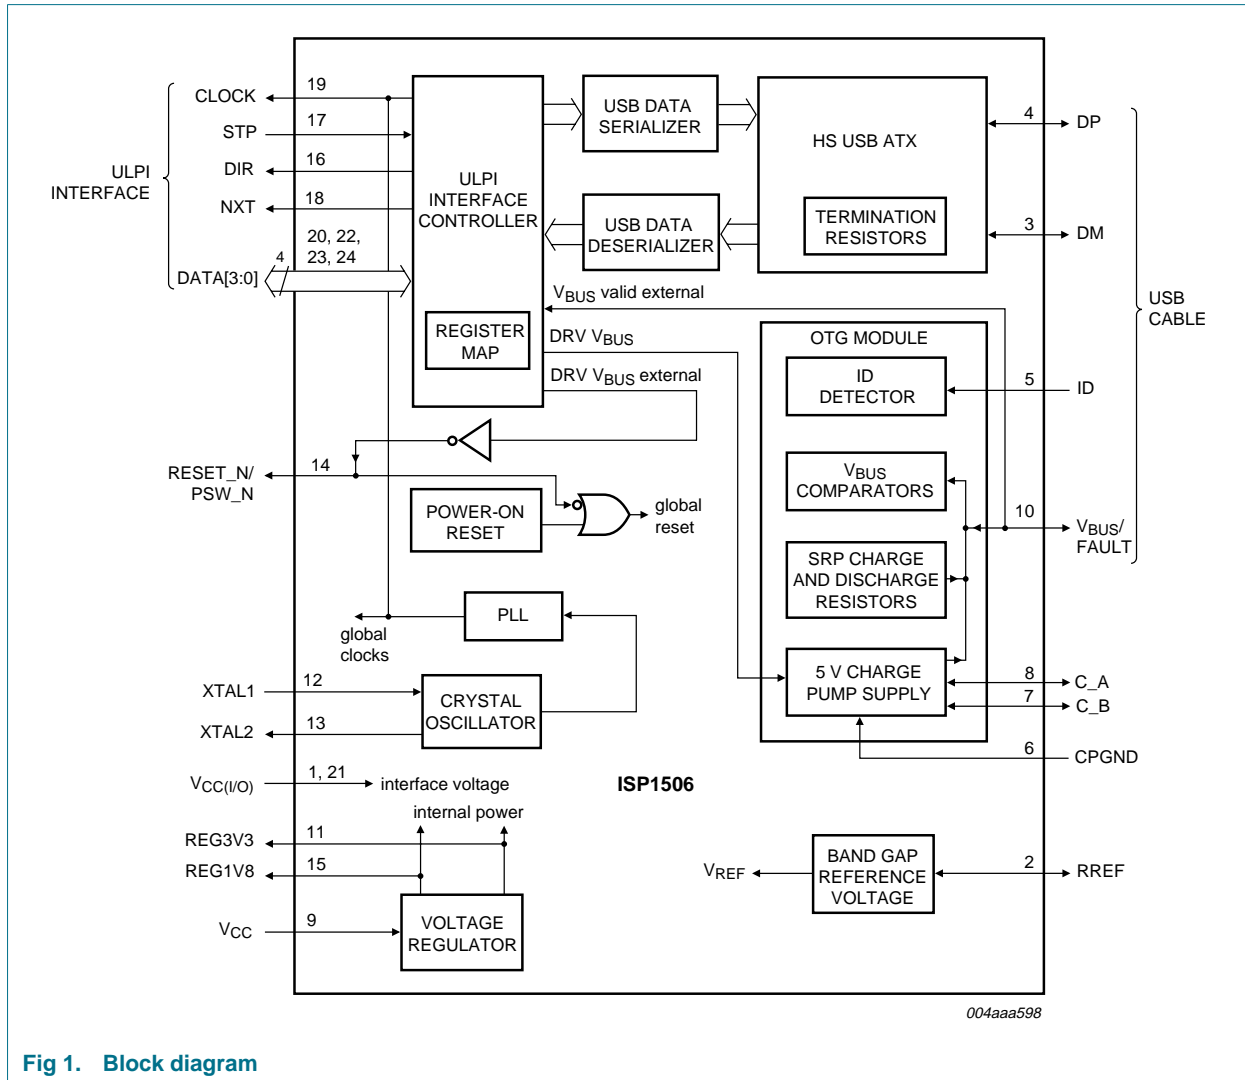 ULPI
INTERFACE
CLOCK
19
STP
17
DIR
16
NXT
18
DATA[3:0]
4
20, 22,
23, 24
ULPI
INTERFACE
CONTROLLER
REGISTER
MAP
USB DATA
SERIALIZER
USB DATA
DESERIALIZER
HS USB ATX
TERMINATION
RESISTORS
4
DP
3
DM
USB
CABLE
VBUS valid external
DRV VBUS
DRV VBUS external
OTG MODULE
ID
DETECTOR
5
ID
VBUS
COMPARATORS
10
VBUS/
FAULT
SRP CHARGE
AND DISCHARGE
RESISTORS
5 V CHARGE
PUMP SUPPLY
8
C_A
7
C_B
6
CPGND
RESET_N/
PSW_N
14
POWER-ON
RESET
global
reset
PLL
global
clocks
XTAL1
12
XTAL2
13
CRYSTAL
OSCILLATOR
VCC(I/O)
1, 21
interface voltage
ISP1506
internal power
REG3V3
11
REG1V8
15
VCC
9
VOLTAGE
REGULATOR
VREF
BAND GAP
REFERENCE
VOLTAGE
2
RREF
004aaa598
Fig 1. Block diagram